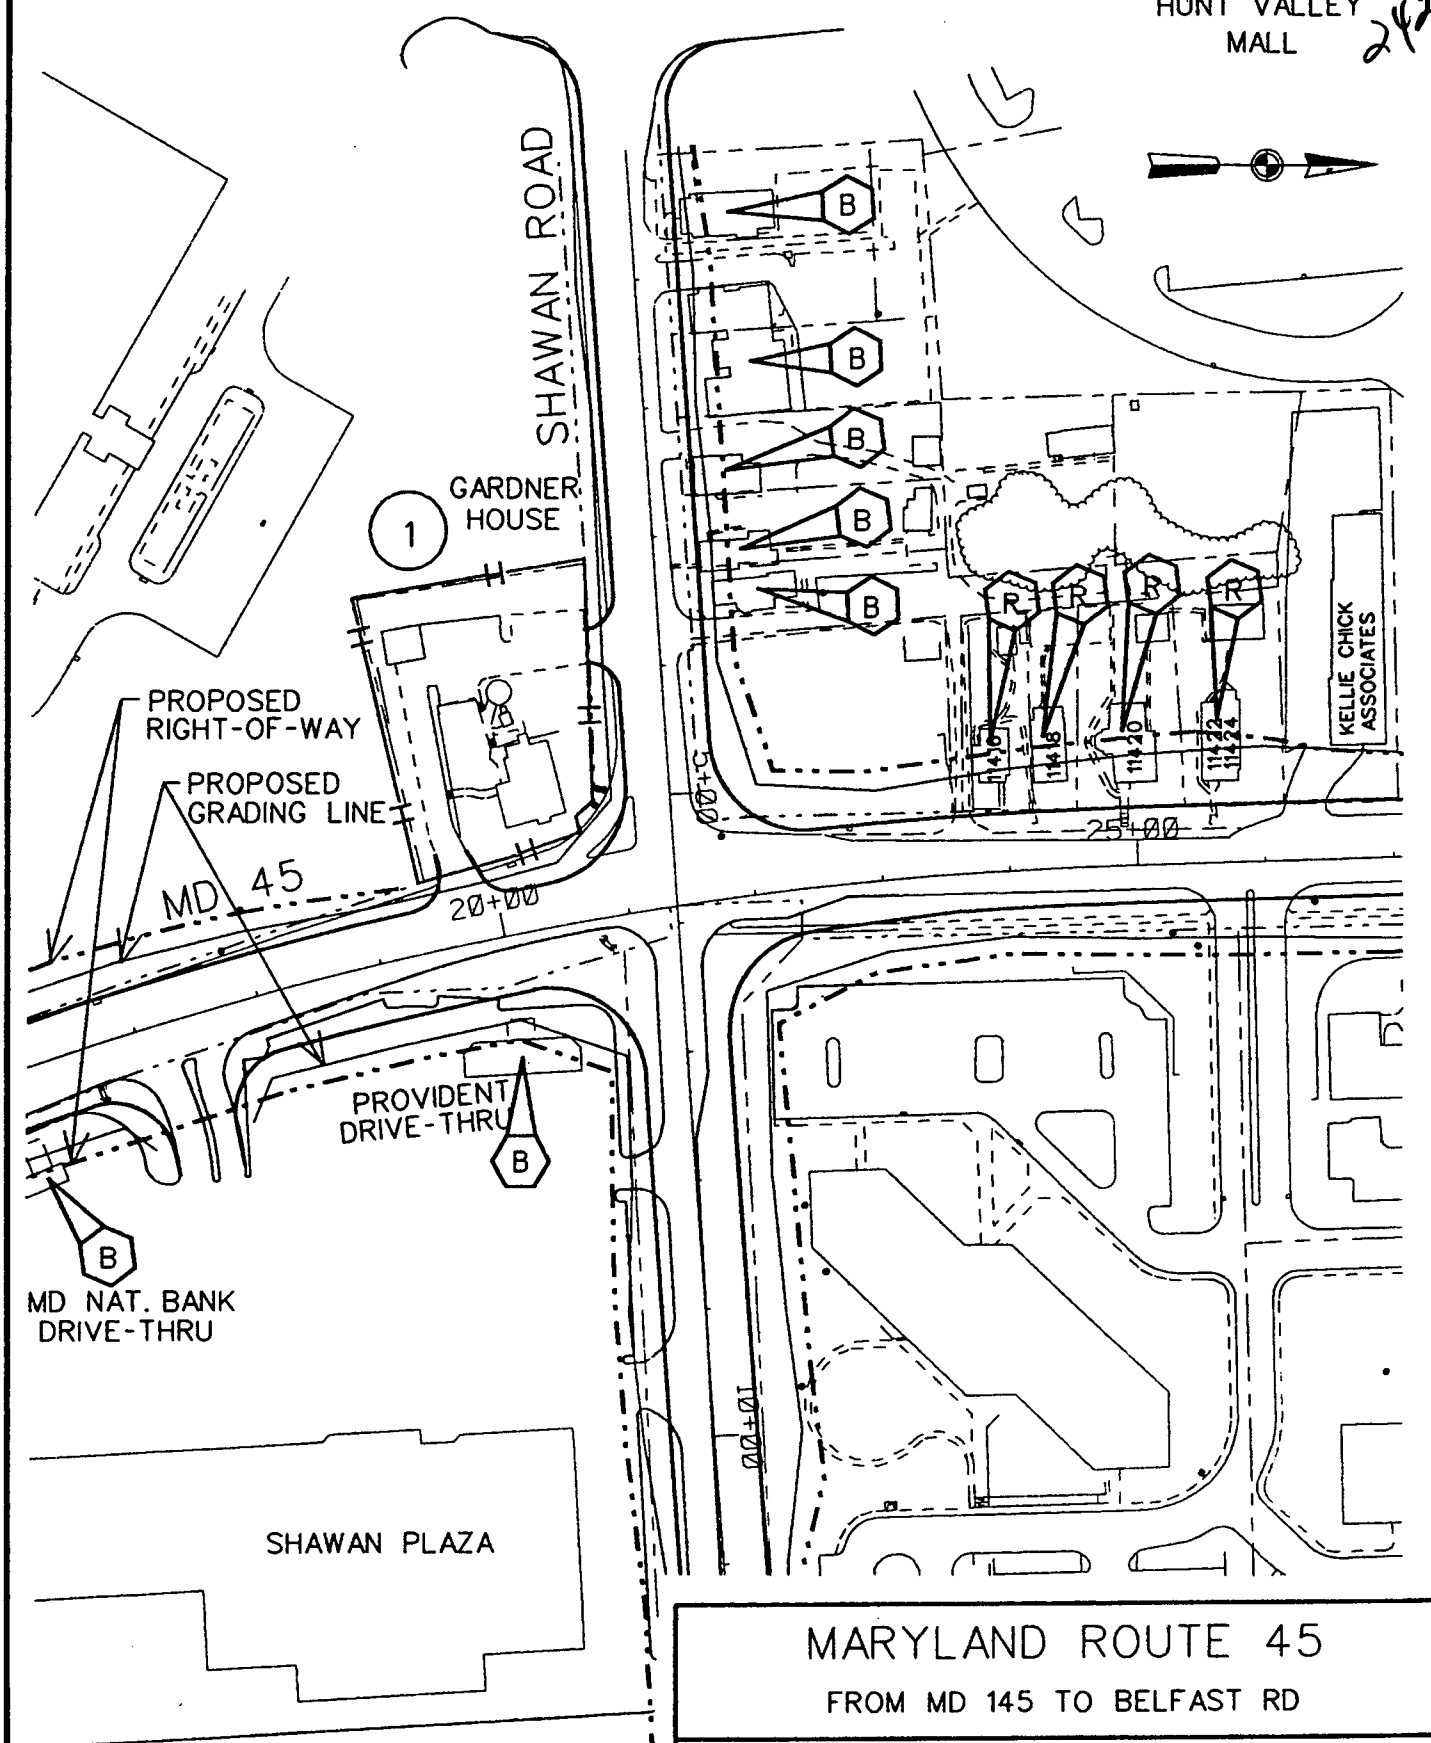 HUNT VALLEY
MALL
SHAWAN ROAD
B
B
B
B
B
GARDNER
HOUSE
1
R
R
R
R
11416
11418
11420
11422
11424
KELLIE CHICK
ASSOCIATES
PROPOSED
RIGHT-OF-WAY
PROPOSED
GRADING LINE
MD 45
20+00
25+00
PROVIDENT
DRIVE-THRU
B
B
MD NAT. BANK
DRIVE-THRU
10+00
SHAWAN PLAZA
MARYLAND ROUTE 45
FROM MD 145 TO BELFAST RD